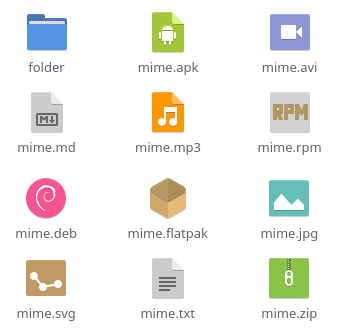 folder mime.apk mime.avi
M↓ RPM
mime.md mime.mp3 mime.rpm
mime.deb mime.flatpak mime.jpg
mime.svg mime.txt mime.zip